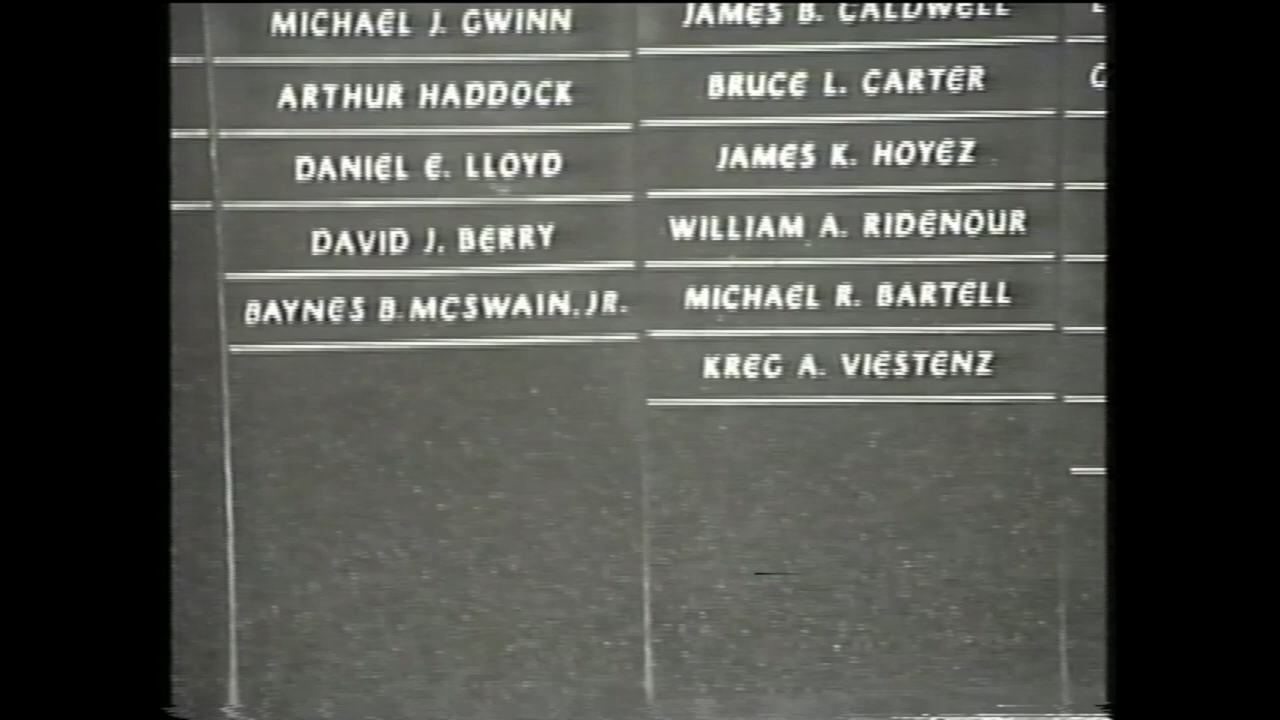 MICHAEL J. GWINN
ARTHUR HADDOCK
DANIEL E. LLOYD
DAVID J. BERRY
BAYNES B. MCSWAIN, JR.
JAMES B. CALDWELL
BRUCE L. CARTER
JAMES K. HOYEZ
WILLIAM A. RIDENOUR
MICHAEL R. BARTELL
KREG A. VIESTENZ